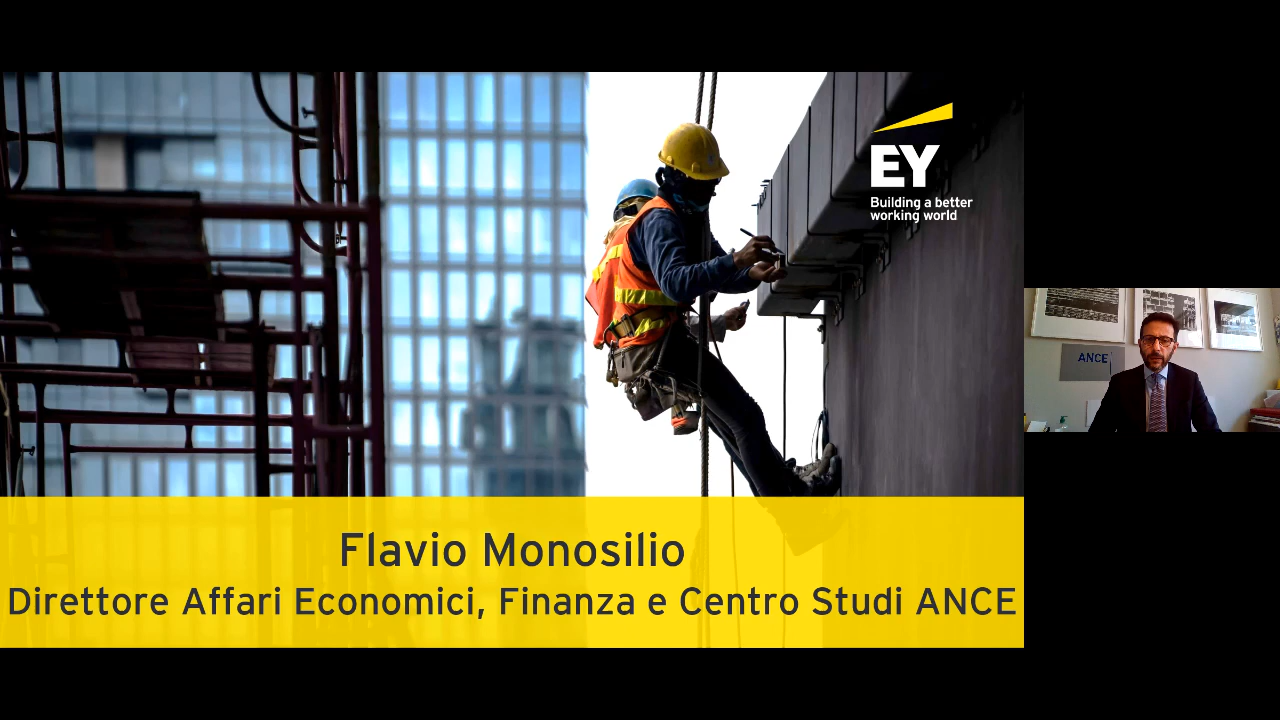 EY
Building a better
working world
ANCE
Flavio Monosilio
Direttore Affari Economici, Finanza e Centro Studi ANCE